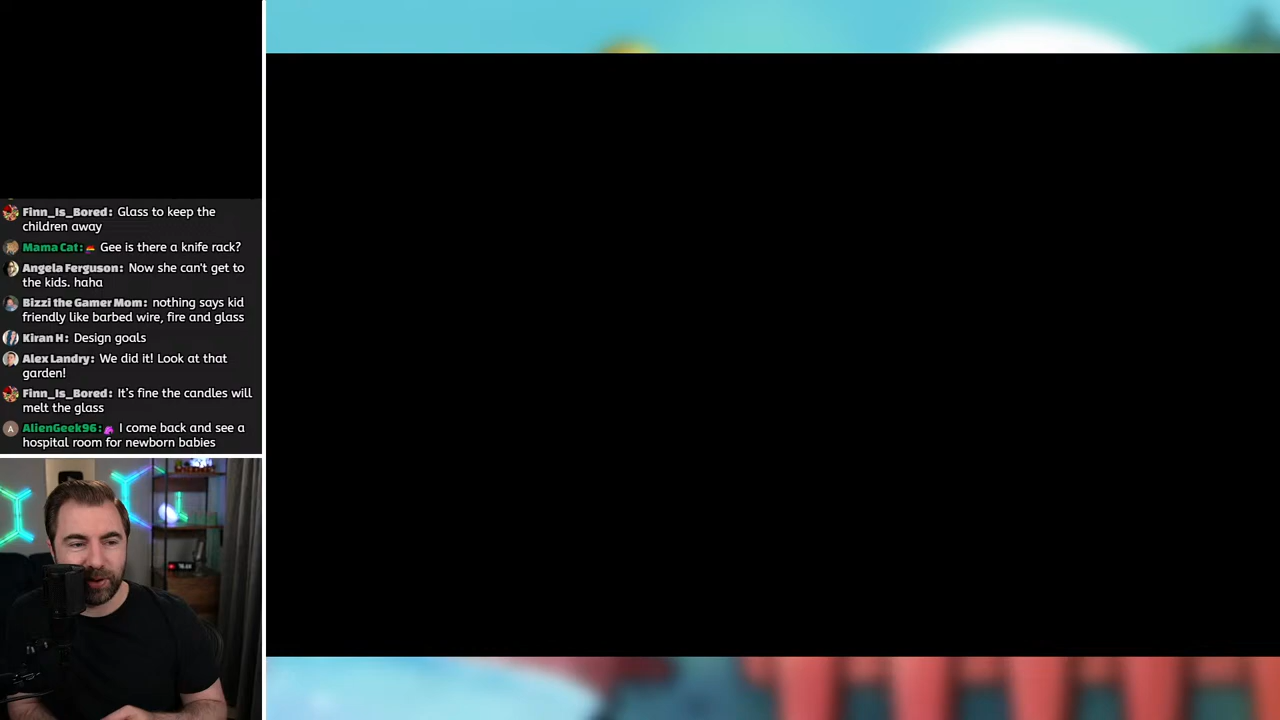 Finn_Is_Bored: Glass to keep the
children away
Mama Cat: Gee is there a knife rack?
Angela Ferguson: Now she can't get to
the kids. haha
Bizzi the Gamer Mom: nothing says kid
friendly like barbed wire, fire and glass
Kiran H: Design goals
Alex Landry: We did it! Look at that
garden!
Finn_Is_Bored: It's fine the candles will
melt the glass
A AlienGeek96: I come back and see a
hospital room for newborn babies